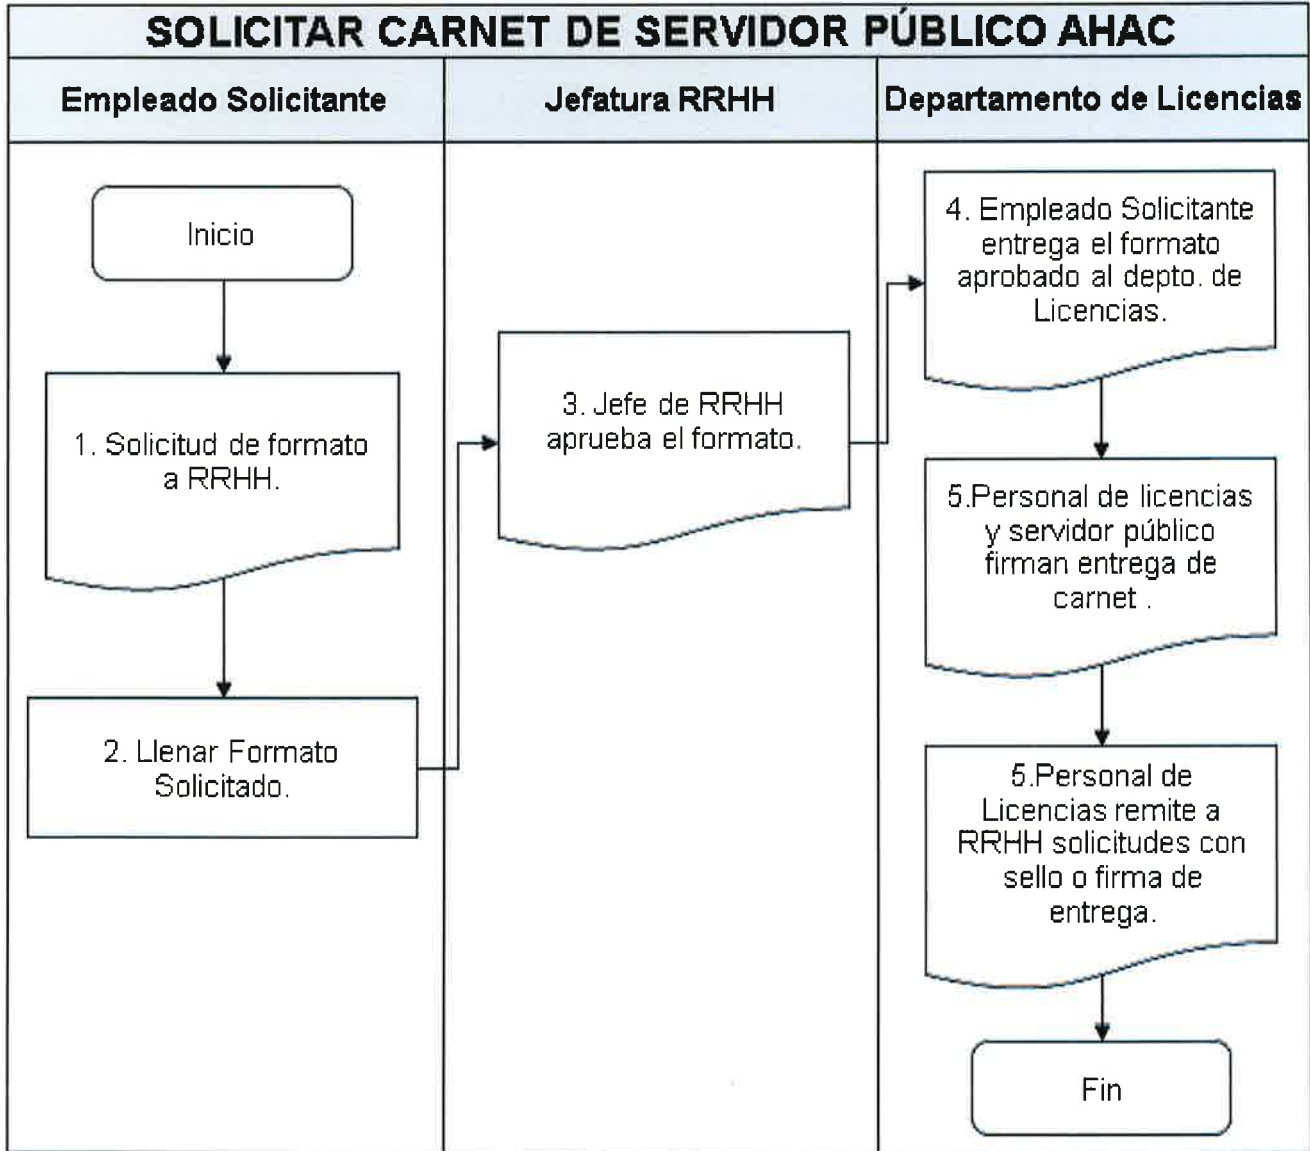 SOLICITAR CARNET DE SERVIDOR PÚBLICO AHAC
Empleado Solicitante
Jefatura RRHH
Departamento de Licencias
Inicio
1. Solicitud de formato
a RRHH.
2. Llenar Formato
Solicitado.
3. Jefe de RRHH
aprueba el formato.
4. Empleado Solicitante
entrega el formato
aprobado al depto. de
Licencias.
5.Personal de licencias
y servidor público
firman entrega de
carnet .
5.Personal de
Licencias remite a
RRHH solicitudes con
sello o firma de
entrega.
Fin